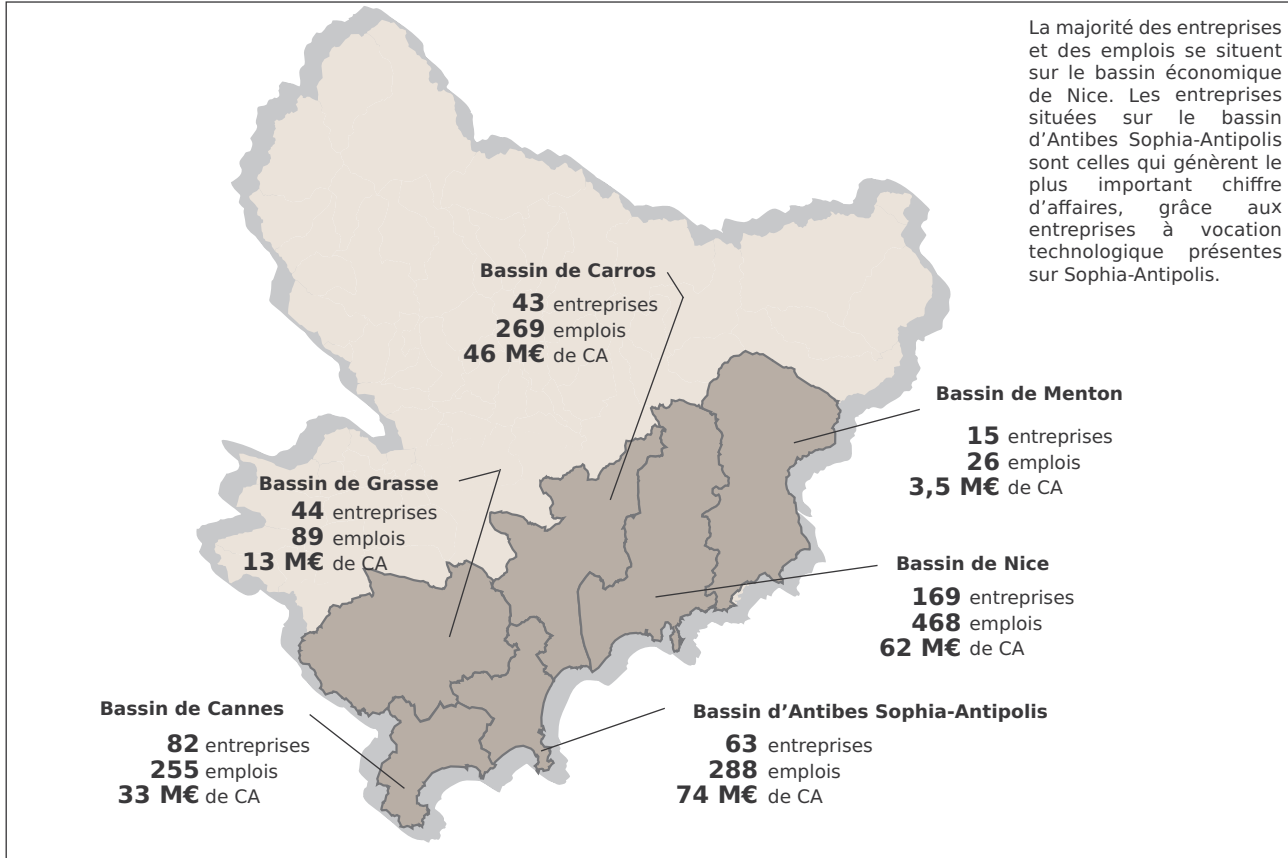 La majorité des entreprises
et des emplois se situent
sur le bassin économique
de Nice. Les entreprises
situées sur le bassin
d’Antibes Sophia-Antipolis
sont celles qui génèrent le
plus important chiffre
d’affaires, grâce aux
entreprises à vocation
technologique présentes
sur Sophia-Antipolis.
Bassin de Carros
43 entreprises
269 emplois
46 M€ de CA
Bassin de Menton
15 entreprises
26 emplois
3,5 M€ de CA
Bassin de Grasse
44 entreprises
89 emplois
13 M€ de CA
Bassin de Nice
169 entreprises
468 emplois
62 M€ de CA
Bassin de Cannes
82 entreprises
255 emplois
33 M€ de CA
Bassin d’Antibes Sophia-Antipolis
63 entreprises
288 emplois
74 M€ de CA